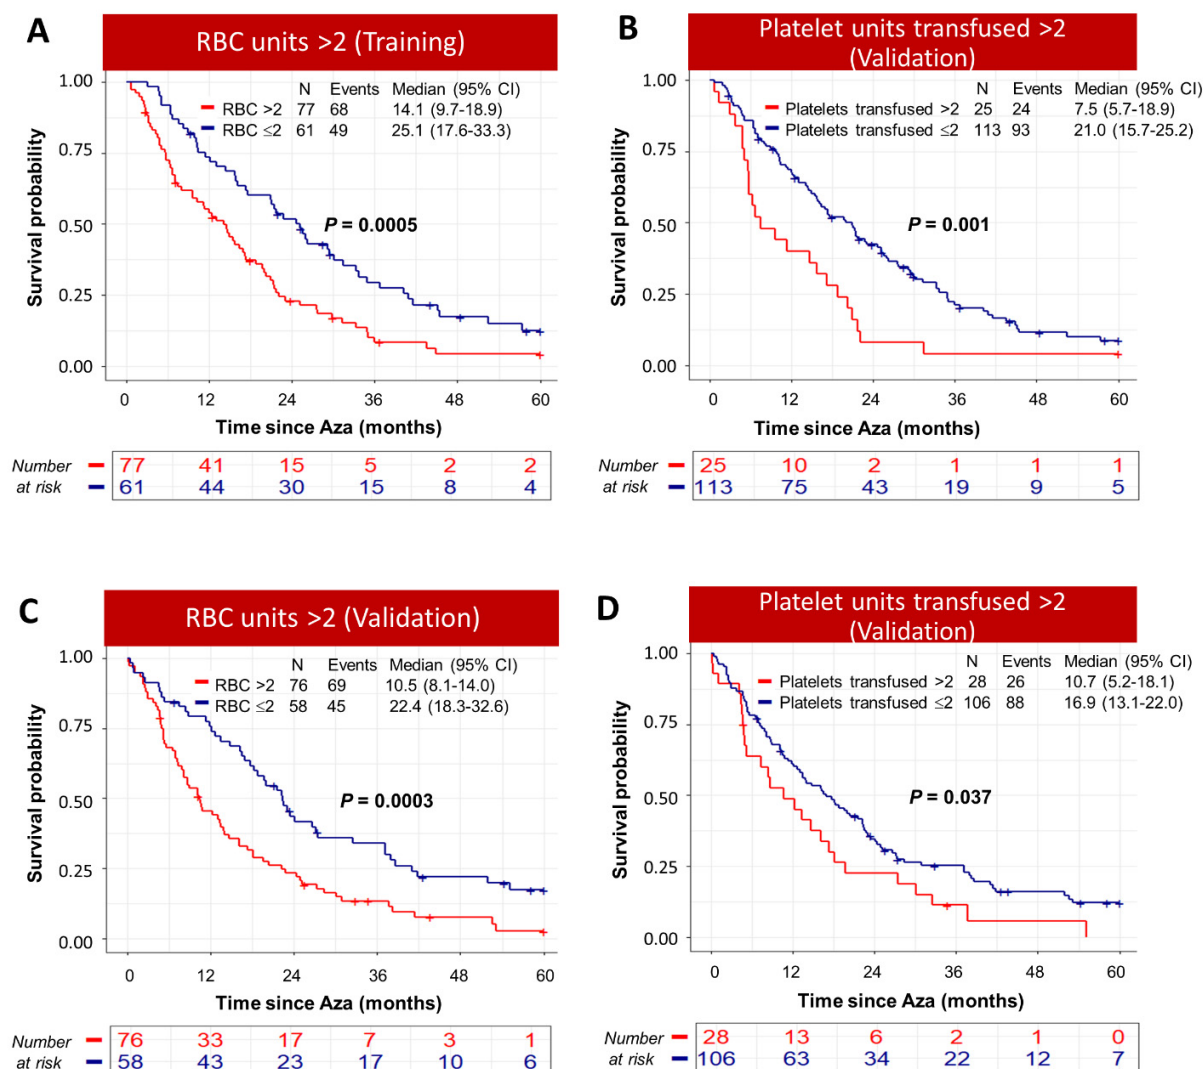 A
RBC units >2 (Training)
N Events Median (95% CI)
RBC >2 77 68 14.1 (9.7-18.9)
RBC ≤2 61 49 25.1 (17.6-33.3)
P = 0.0005
Survival probability
1.00
0.75
0.50
0.25
0.00
0 12 24 36 48 60
Time since Aza (months)
Number at risk
77 41 15 5 2 2
61 44 30 15 8 4
B
Platelet units transfused >2
(Validation)
N Events Median (95% CI)
Platelets transfused >2 25 24 7.5 (5.7-18.9)
Platelets transfused ≤2 113 93 21.0 (15.7-25.2)
P = 0.001
Survival probability
1.00
0.75
0.50
0.25
0.00
0 12 24 36 48 60
Time since Aza (months)
Number at risk
25 10 2 1 1 1
113 75 43 19 9 5
C
RBC units >2 (Validation)
N Events Median (95% CI)
RBC >2 76 69 10.5 (8.1-14.0)
RBC ≤2 58 45 22.4 (18.3-32.6)
P = 0.0003
Survival probability
1.00
0.75
0.50
0.25
0.00
0 12 24 36 48 60
Time since Aza (months)
Number at risk
76 33 17 7 3 1
58 43 23 17 10 6
D
Platelet units transfused >2
(Validation)
N Events Median (95% CI)
Platelets transfused >2 28 26 10.7 (5.2-18.1)
Platelets transfused ≤2 106 88 16.9 (13.1-22.0)
P = 0.037
Survival probability
1.00
0.75
0.50
0.25
0.00
0 12 24 36 48 60
Time since Aza (months)
Number at risk
28 13 6 2 1 0
106 63 34 22 12 7